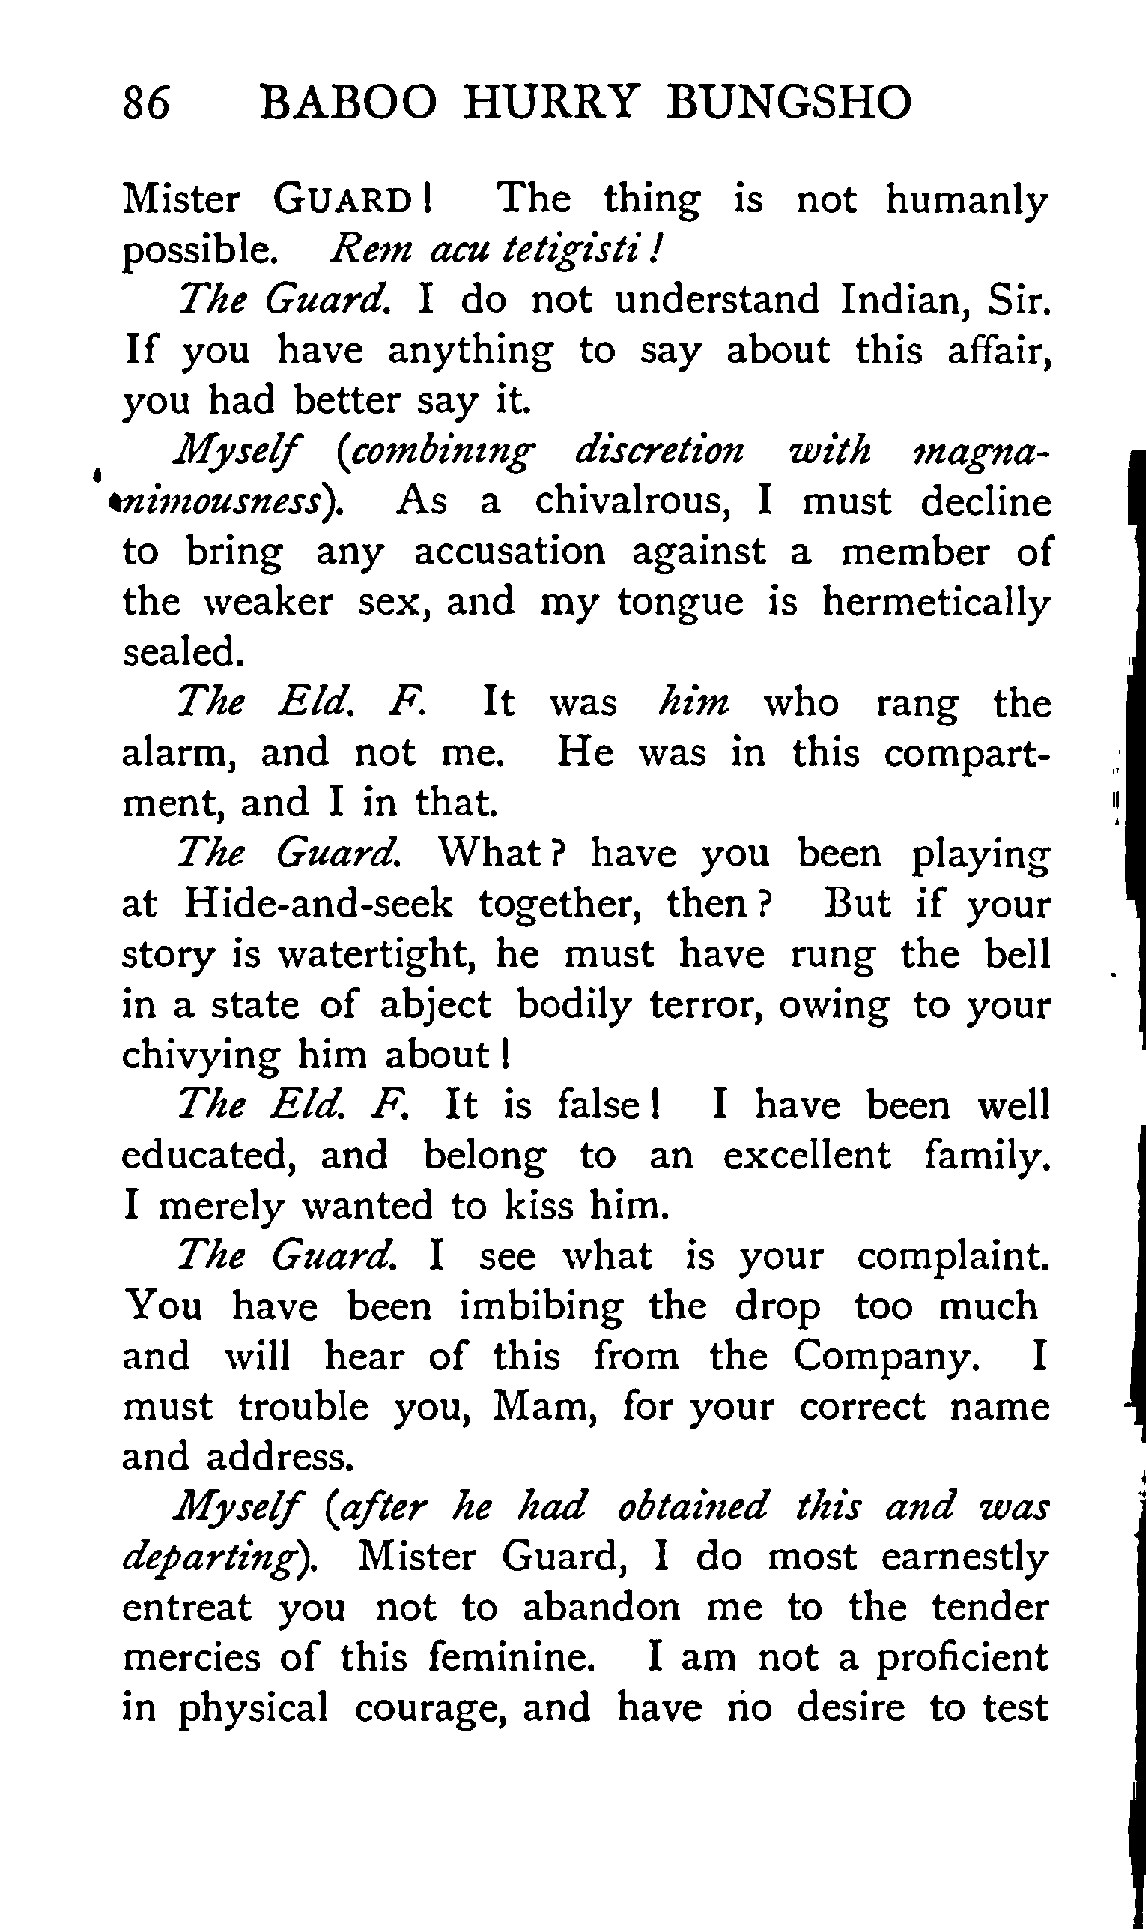 86 BABOO HURRY BUNGSHO
Mister GUARD! The thing is not humanly
possible. Rem acu tetigisti!
The Guard. I do not understand Indian, Sir.
If you have anything to say about this affair,
you had better say it.
Myself (combining discretion with magna-
nimousness). As a chivalrous, I must decline
to bring any accusation against a member of
the weaker sex, and my tongue is hermetically
sealed.
The Eld. F. It was him who rang the
alarm, and not me. He was in this compart-
ment, and I in that.
The Guard. What? have you been playing
at Hide-and-seek together, then? But if your
story is watertight, he must have rung the bell
in a state of abject bodily terror, owing to your
chivying him about!
The Eld. F. It is false! I have been well
educated, and belong to an excellent family.
I merely wanted to kiss him.
The Guard. I see what is your complaint.
You have been imbibing the drop too much
and will hear of this from the Company. I
must trouble you, Mam, for your correct name
and address.
Myself (after he had obtained this and was
departing). Mister Guard, I do most earnestly
entreat you not to abandon me to the tender
mercies of this feminine. I am not a proficient
in physical courage, and have no desire to test